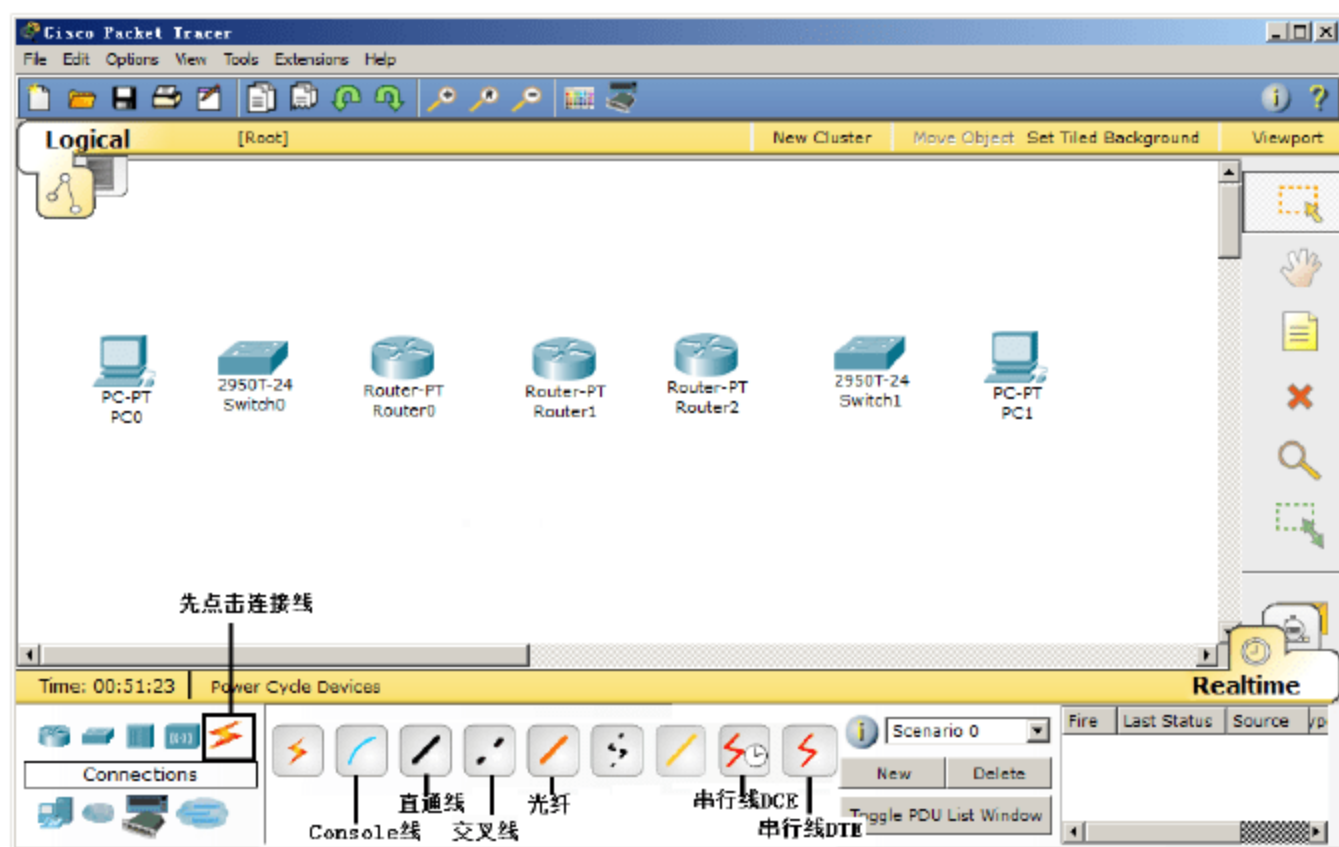 Cisco Packet Tracer
File Edit Options View Tools Extensions Help
Logical [Root] New Cluster Move Object Set Tiled Background Viewport
PC-PT
PC0
2950T-24
Switch0
Router-PT
Router0
Router-PT
Router1
Router-PT
Router2
2950T-24
Switch1
PC-PT
PC1
先点击连接线
Time: 00:51:23 Power Cycle Devices Realtime
Connections
Console线
直通线
交叉线
光纤
串行线DCE
串行线DTE
Scenario 0
New Delete
Toggle PDU List Window
Fire Last Status Source